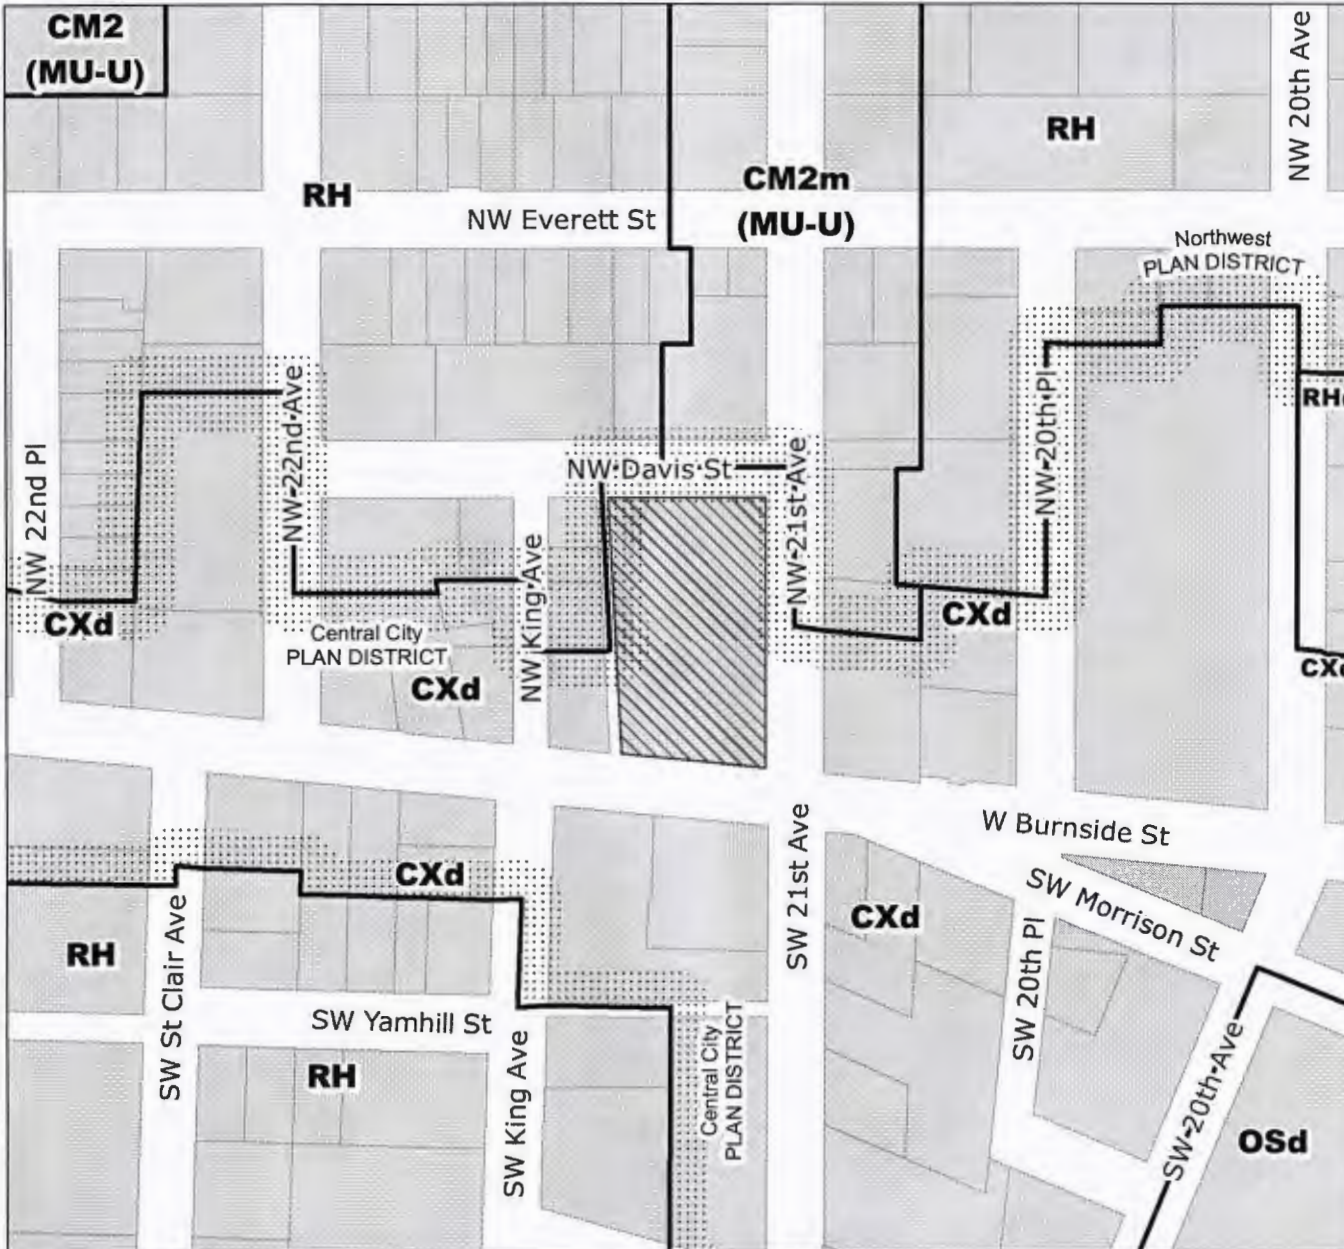 CM2
(MU-U)
NW 20th Ave
RH
CM2m
(MU-U)
RH
NW Everett St
Northwest
PLAN DISTRICT
NW 22nd Ave
NW 20th Pl
RH
NW 22nd Pl
NW Davis St
NW 21st Ave
NW King Ave
CXd
Central City
PLAN DISTRICT
CXd
CXd
CX
W Burnside St
SW 21st Ave
CXd
SW Morrison St
CXd
RH
SW St Clair Ave
SW 20th Pl
SW Yamhill St
SW King Ave
RH
Central City
PLAN DISTRICT
SW 20th Ave
OSd